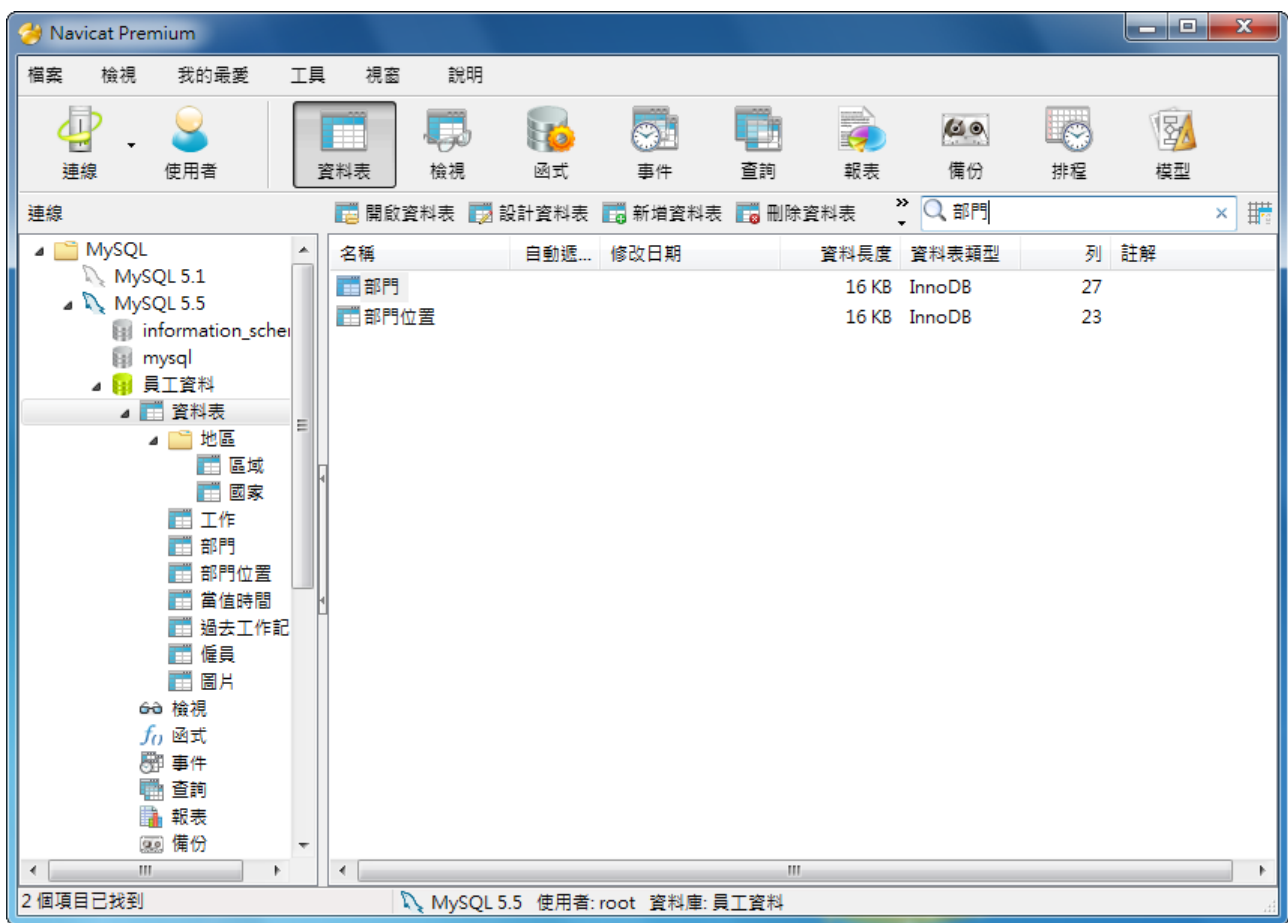 Navicat Premium
檔案 檢視 我的最愛 工具 視窗 說明
連線 使用者 資料表 檢視 函式 事件 查詢 報表 備份 排程 模型
連線 開啟資料表 設計資料表 新增資料表 刪除資料表 » 部門
名稱 自動遞... 修改日期 資料長度 資料表類型 列 註解
部門 16 KB InnoDB 27
部門位置 16 KB InnoDB 23
MySQL
MySQL 5.1
MySQL 5.5
information_scher
mysql
員工資料
資料表
地區
區域
國家
工作
部門
部門位置
當值時間
過去工作記
僱員
圖片
檢視
函式
事件
查詢
報表
備份
2 個項目已找到 MySQL 5.5 使用者: root 資料庫: 員工資料